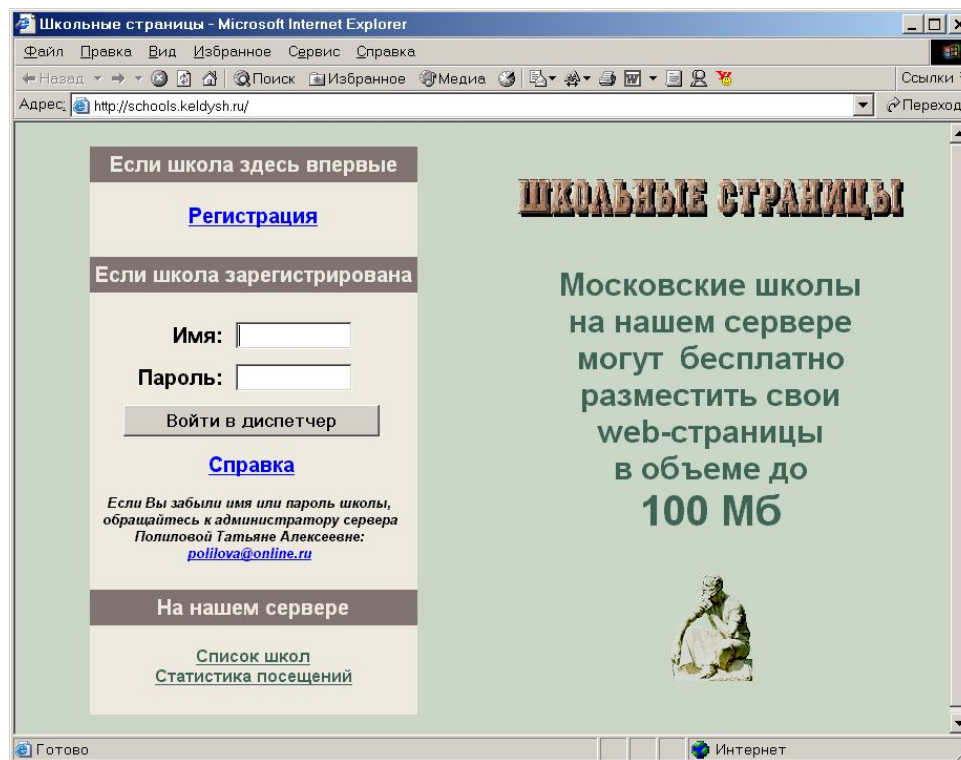 Школьные страницы - Microsoft Internet Explorer
Файл Правка Вид Избранное Сервис Справка
Назад Поиск Избранное Медиа Ссылки
Адрес: http://schools.keldysh.ru/ Переход
Если школа здесь впервые
Регистрация
Если школа зарегистрирована
Имя:
Пароль:
Войти в диспетчер
Справка
Если Вы забыли имя или пароль школы,
обращайтесь к администратору сервера
Полиловой Татьяне Алексеевне:
polilova@online.ru
На нашем сервере
Список школ
Статистика посещений
ШКОЛЬНЫЕ СТРАНИЦЫ
Московские школы
на нашем сервере
могут бесплатно
разместить свои
web-страницы
в объеме до
100 Мб
Готово Интернет